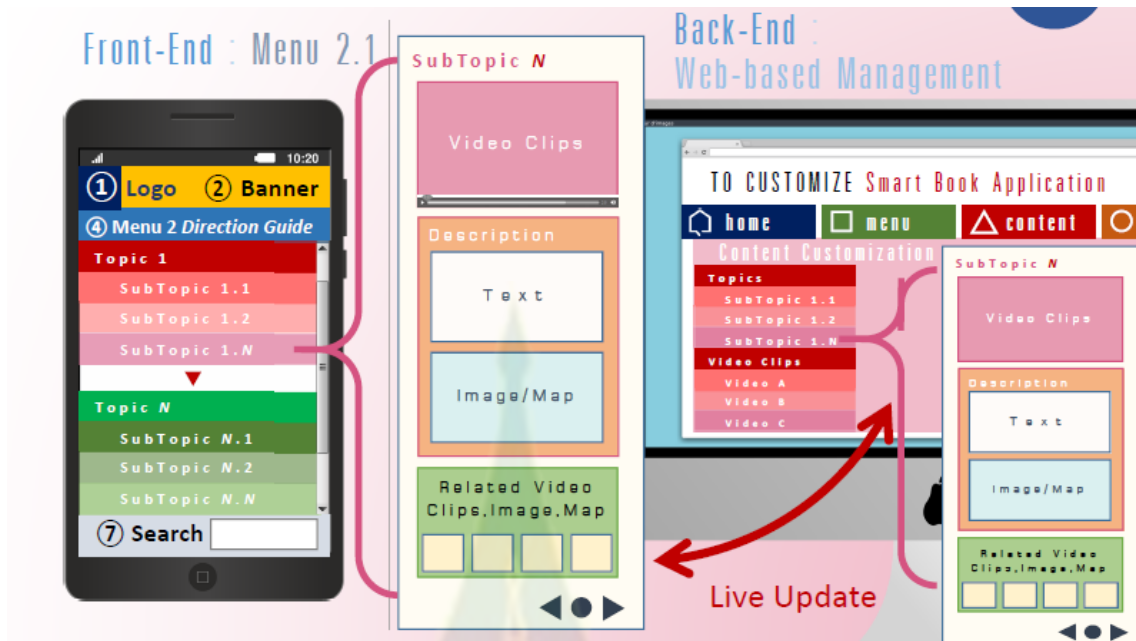 Front-End : Menu 2.1
10:20
① Logo ② Banner
④ Menu 2 Direction Guide
Topic 1
SubTopic 1.1
SubTopic 1.2
SubTopic 1.N
Topic N
SubTopic N.1
SubTopic N.2
SubTopic N.N
⑦ Search
SubTopic N
Video Clips
Description
Text
Image/Map
Related Video
Clips,Image,Map
Back-End :
Web-based Management
TO CUSTOMIZE Smart Book Application
home menu content
Content Customization
Topics
SubTopic 1.1
SubTopic 1.2
SubTopic 1.N
Video Clips
Video A
Video B
Video C
SubTopic N
Video Clips
Description
Text
Image/Map
Related Video
Clips,Image,Map
Live Update